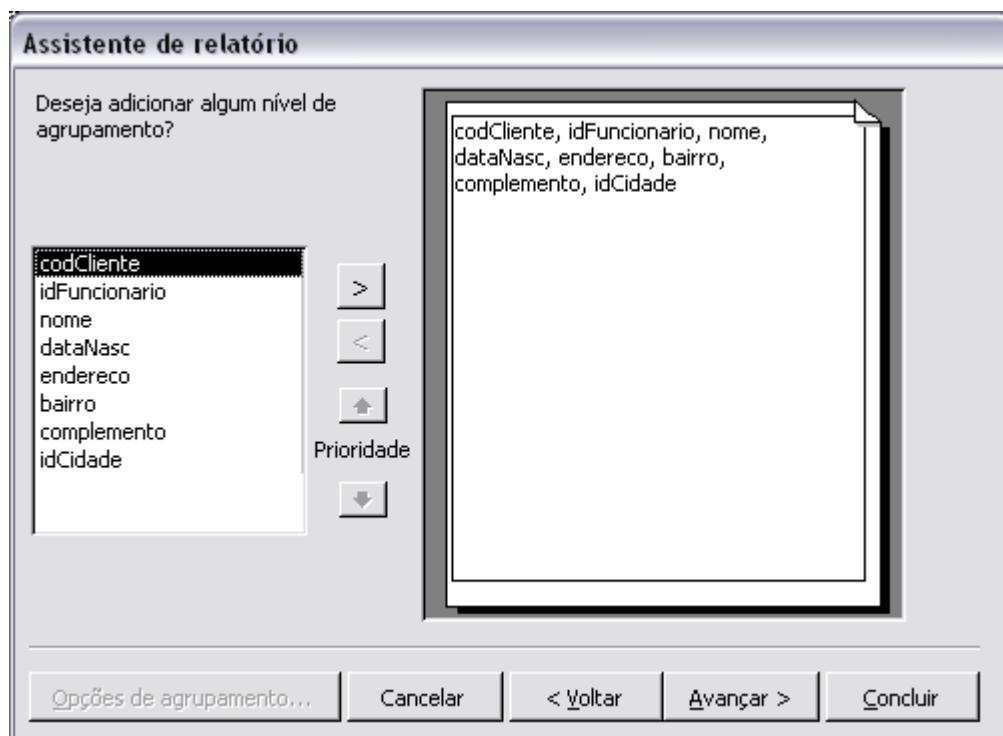 Assistente de relatório
Deseja adicionar algum nível de
agrupamento?
codCliente
idFuncionario
nome
dataNasc
endereco
bairro
complemento
idCidade
>
<
Prioridade
codCliente, idFuncionario, nome,
dataNasc, endereco, bairro,
complemento, idCidade
Opções de agrupamento...
Cancelar
< Voltar
Avançar >
Concluir